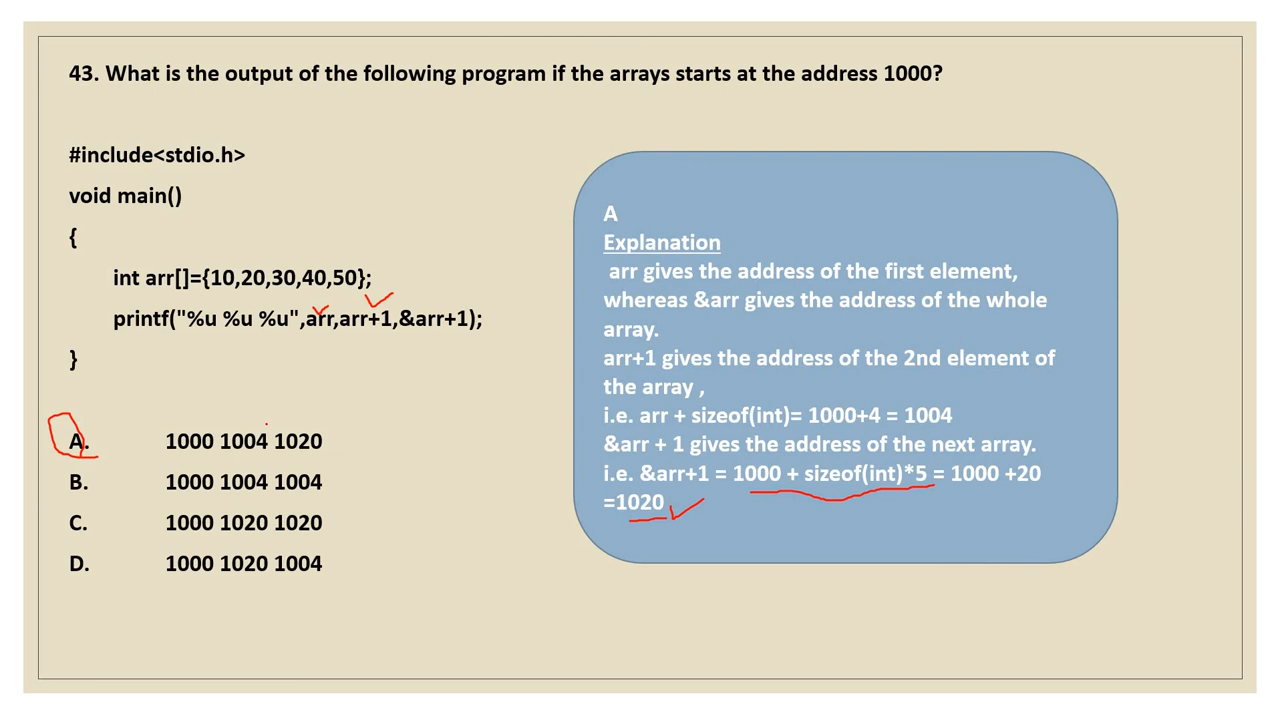 43. What is the output of the following program if the arrays starts at the address 1000?
#include<stdio.h>
void main()
{
int arr[]={10,20,30,40,50};
printf("%u %u %u",arr,arr+1,&arr+1);
}
A. 1000 1004 1020
B. 1000 1004 1004
C. 1000 1020 1020
D. 1000 1020 1004
A
Explanation
arr gives the address of the first element,
whereas &arr gives the address of the whole
array.
arr+1 gives the address of the 2nd element of
the array ,
i.e. arr + sizeof(int)= 1000+4 = 1004
&arr + 1 gives the address of the next array.
i.e. &arr+1 = 1000 + sizeof(int)*5 = 1000 +20
=1020